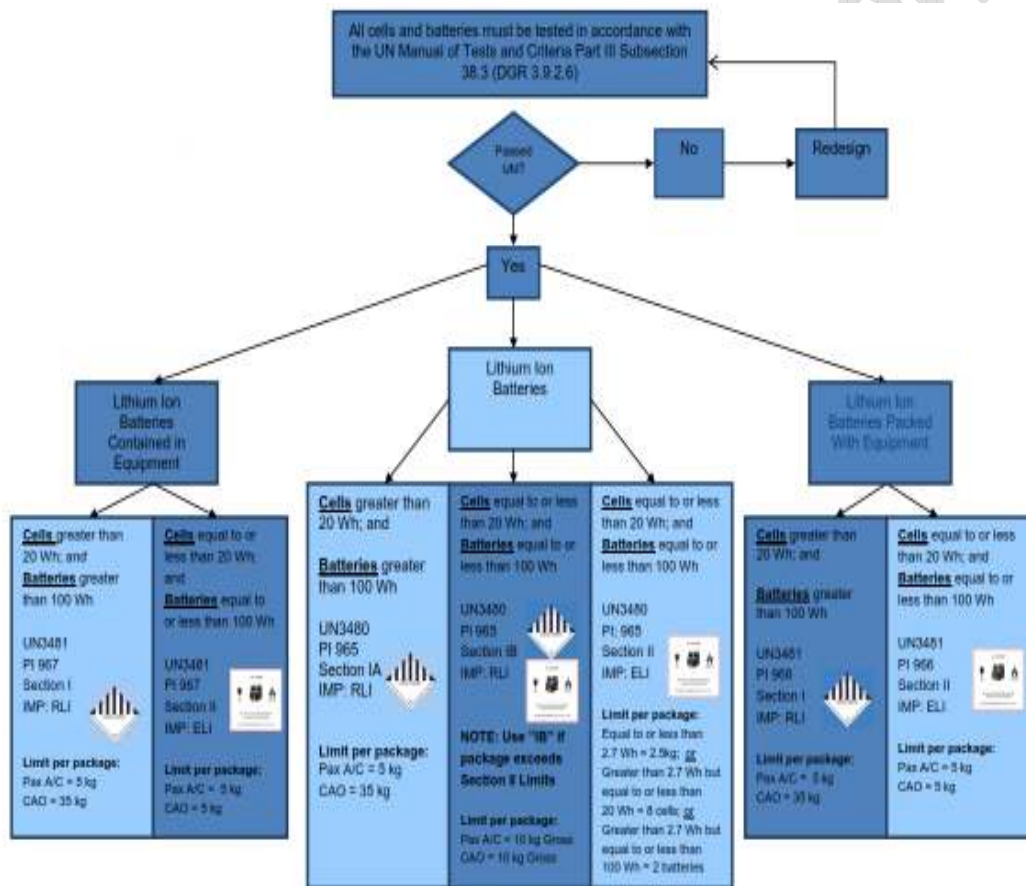 All cells and batteries must be tested in accordance with
the UN Manual of Tests and Criteria Part III Subsection
38.3 (DGR 3.9.2.6)
Passed
UN?
No
Redesign
Yes
Lithium Ion
Batteries
Contained in
Equipment
Lithium Ion
Batteries
Lithium Ion
Batteries Packed
With Equipment
Cells greater than
20 Wh; and
Batteries greater
than 100 Wh
UN3481
PI 967
Section I
IMP: RLI
Limit per package:
Pax A/C = 5 kg
CAO = 35 kg
Cells equal to or
less than 20 Wh;
and
Batteries equal to
or less than 100 Wh
UN3481
PI 967
Section II
IMP: ELI
Limit per package:
Pax A/C = 5 kg
CAO = 5 kg
Cells greater than
20 Wh; and
Batteries greater
than 100 Wh
UN3480
PI 965
Section IA
IMP: RLI
Limit per package:
Pax A/C = 5 kg
CAO = 35 kg
Cells equal to or less
than 20 Wh; and
Batteries equal to or
less than 100 Wh
UN3480
PI 965
Section IB
IMP: RLI
NOTE: Use "IB" if
package exceeds
Section II Limits
Limit per package:
Pax A/C = 10 kg Gross
CAO = 10 kg Gross
Cells equal to or less
than 20 Wh; and
Batteries equal to or
less than 100 Wh
UN3480
PI: 965
Section II
IMP: ELI
Limit per package:
Equal to or less than
2.7 Wh = 2.5kg; or
Greater than 2.7 Wh but
equal to or less than
20 Wh = 8 cells; or
Greater than 2.7 Wh but
equal to or less than
100 Wh = 2 batteries
Cells greater than
20 Wh; and
Batteries greater
than 100 Wh
UN3481
PI 966
Section I
IMP: RLI
Limit per package:
Pax A/C = 5 kg
CAO = 35 kg
Cells equal to or less
than 20 Wh; and
Batteries equal to or
less than 100 Wh
UN3481
PI 966
Section II
IMP: ELI
Limit per package:
Pax A/C = 5 kg
CAO = 5 kg